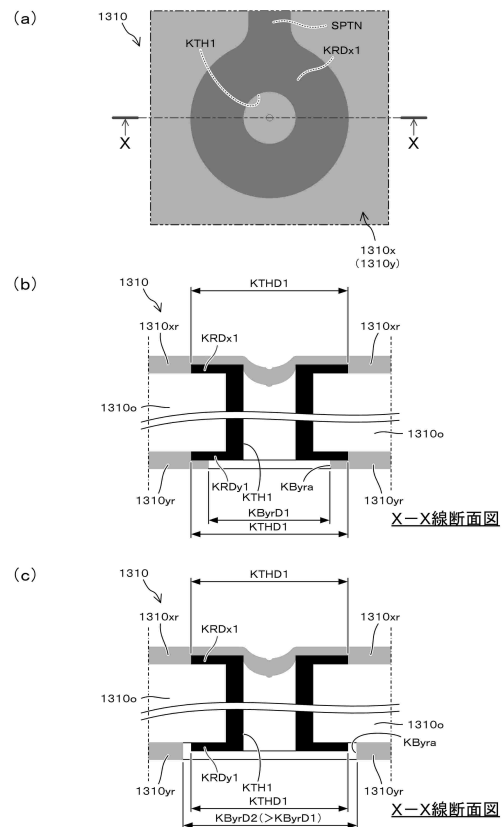 (a)
1310
SPTN
KTH1
KRDx1
X
X
1310x
(1310y)
(b)
1310
KTHD1
1310xr
1310xr
KRDx1
1310o
1310o
KRDy1
KTH1
KByra
1310yr
1310yr
KByrD1
KTHD1
X－X線断面図
(c)
1310
KTHD1
1310xr
1310xr
KRDx1
1310o
1310o
KByra
KRDy1
KTH1
1310yr
1310yr
KTHD1
KByrD2(>KByrD1)
X－X線断面図